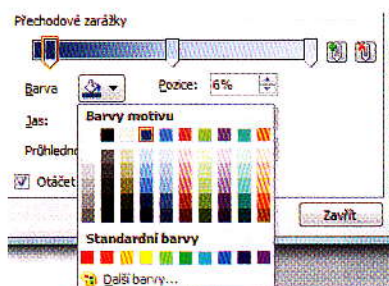 Přechodové zarážky
Barva Pozice: 6%
Barvy motivu
Jas:
Průhledno
Otáčet
Zavřít
Standardní barvy
Další barvy...